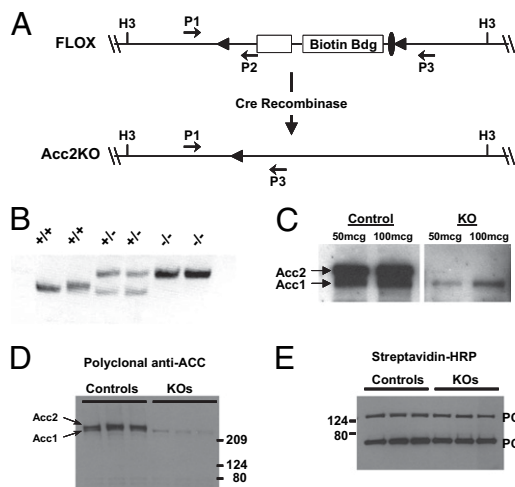 A
H3 P1 H3
FLOX Biotin Bdg
P2 P3
Cre Recombinase
H3 P1 H3
Acc2KO
P3
B
+/+ +/+ +/- +/- -/- -/-
C
Control KO
50mcg 100mcg 50mcg 100mcg
Acc2
Acc1
D
Polyclonal anti-ACC
Controls KOs
Acc2
Acc1
209
124
80
E
Streptavidin-HRP
Controls KOs
124
80